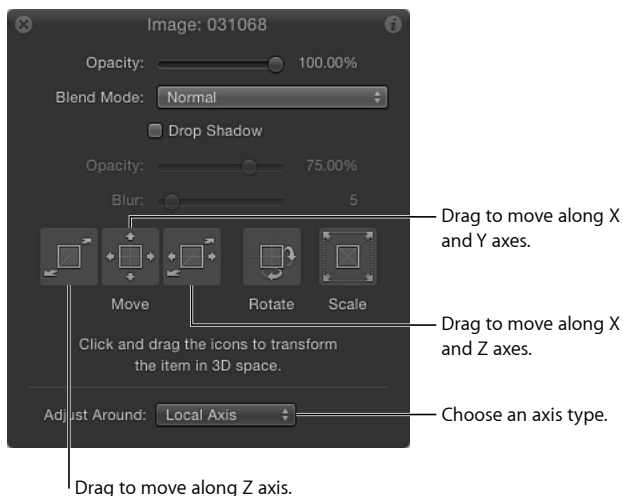 Image: 031068
Opacity: 100.00%
Blend Mode: Normal
Drop Shadow
Opacity: 75.00%
Blur: 5
Drag to move along X
and Y axes.
Move Rotate Scale
Drag to move along X
and Z axes.
Click and drag the icons to transform
the item in 3D space.
Adjust Around: Local Axis
Choose an axis type.
Drag to move along Z axis.